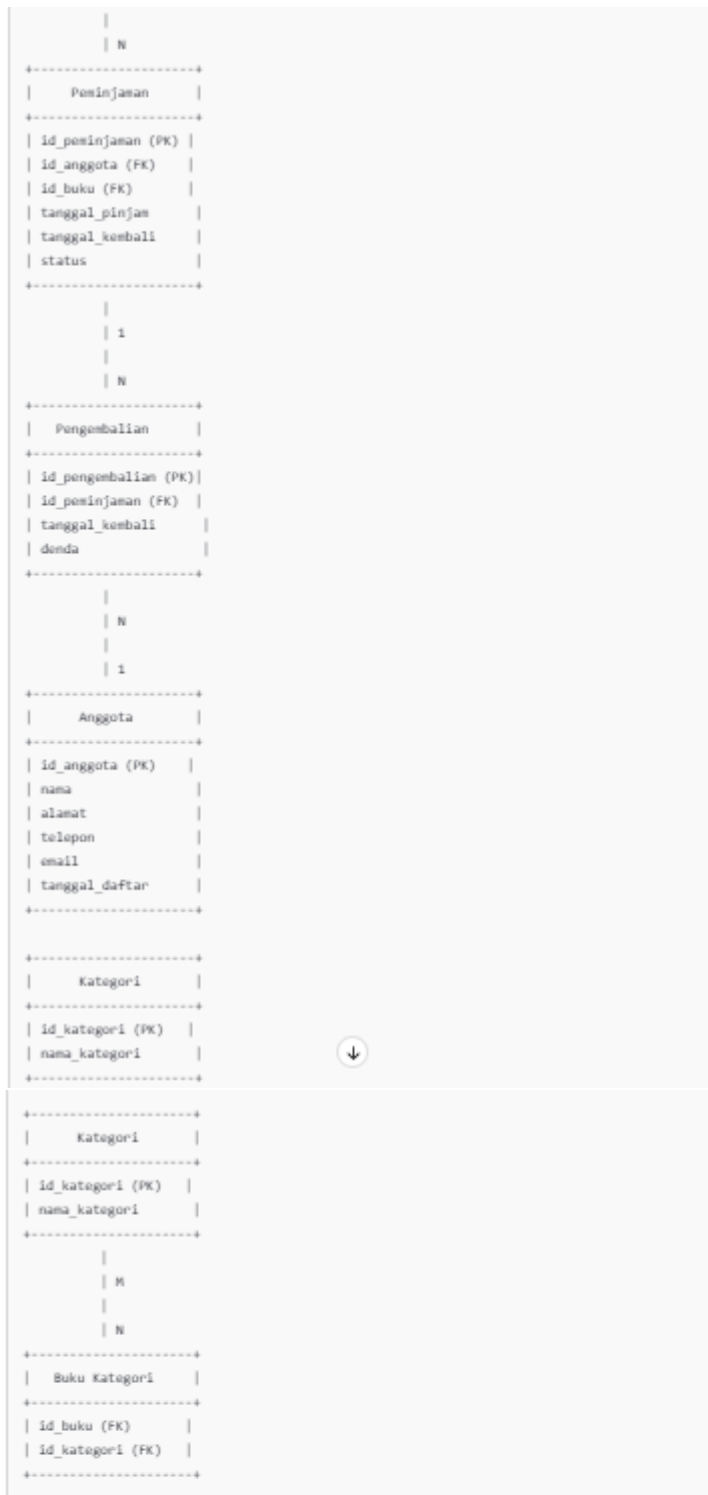 |
| N
+---------------------+
| Peminjaman |
+---------------------+
| id_peminjaman (PK) |
| id_anggota (FK) |
| id_buku (FK) |
| tanggal_pinjam |
| tanggal_kembali |
| status |
+---------------------+
|
| 1
|
| N
+---------------------+
| Pengembalian |
+---------------------+
| id_pengembalian (PK)|
| id_peminjaman (FK) |
| tanggal_kembali |
| denda |
+---------------------+
|
| N
|
| 1
+---------------------+
| Anggota |
+---------------------+
| id_anggota (PK) |
| nama |
| alamat |
| telepon |
| email |
| tanggal_daftar |
+---------------------+
+---------------------+
| Kategori |
+---------------------+
| id_kategori (PK) |
| nama_kategori |
+---------------------+
+---------------------+
| Kategori |
+---------------------+
| id_kategori (PK) |
| nama_kategori |
+---------------------+
|
| M
|
| N
+---------------------+
| Buku Kategori |
+---------------------+
| id_buku (FK) |
| id_kategori (FK) |
+---------------------+